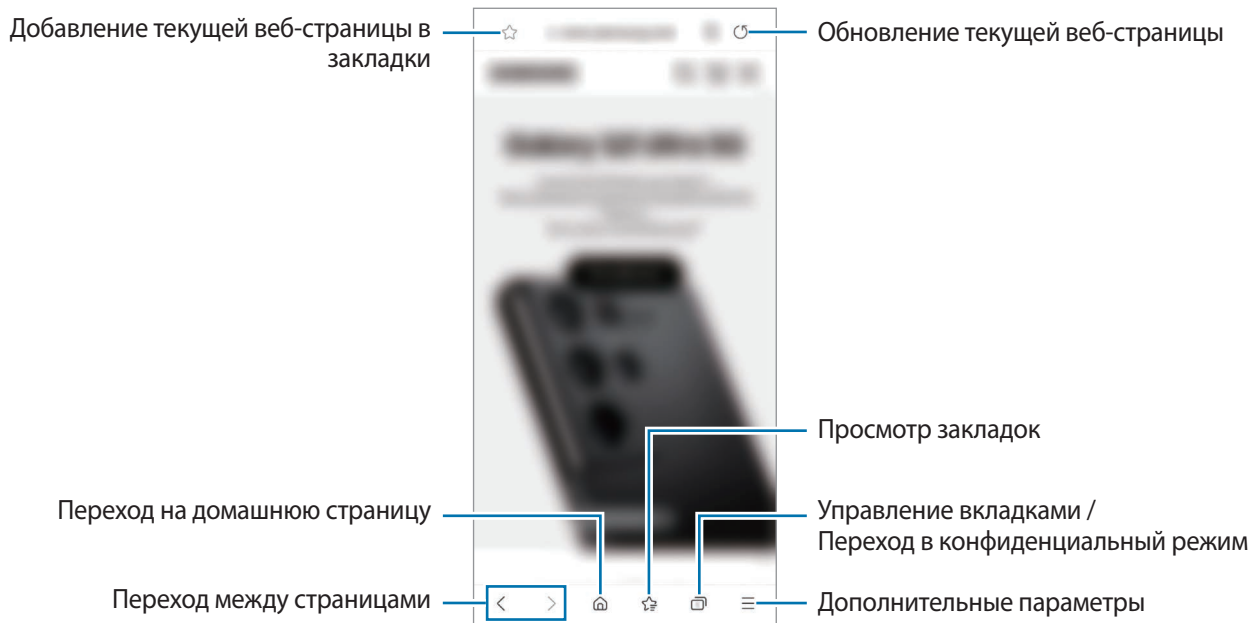 Добавление текущей веб-страницы в
закладки
Обновление текущей веб-страницы
Просмотр закладок
Переход на домашнюю страницу
Управление вкладками /
Переход в конфиденциальный режим
Переход между страницами
Дополнительные параметры